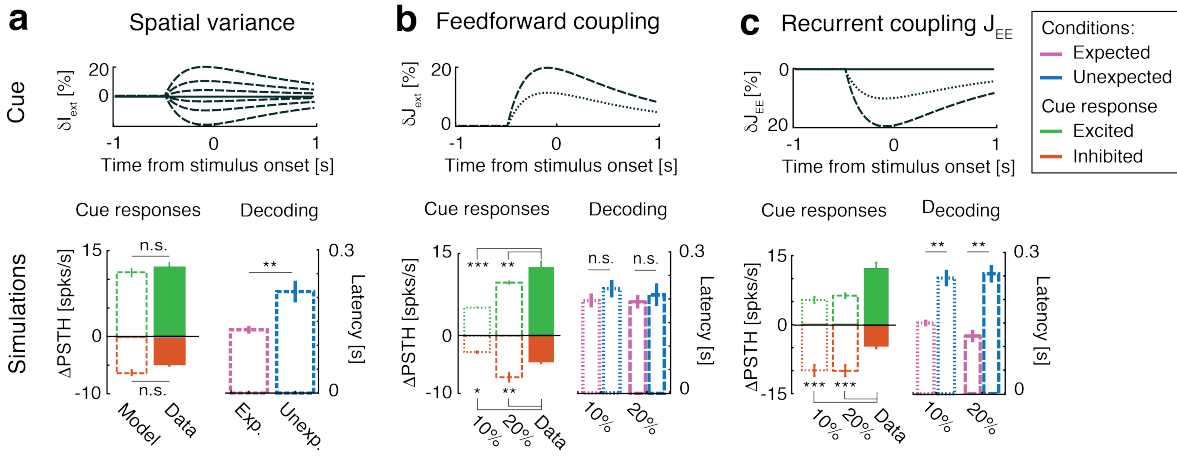 a Spatial variance
b Feedforward coupling
c Recurrent coupling J_EE
Conditions:
Expected
Unexpected
Cue response
Excited
Inhibited
Cue
δI_ext [%]
20
0
-1 0 1
Time from stimulus onset [s]
δJ_ext [%]
20
0
-1 0 1
Time from stimulus onset [s]
δJ_EE [%]
0
20
-1 0 1
Time from stimulus onset [s]
Simulations
Cue responses
Decoding
ΔPSTH [spks/s]
15
0
-10
n.s.
n.s.
Model
Data
**
0.3
0
Latency [s]
Exp.
Unexp.
Cue responses
Decoding
ΔPSTH [spks/s]
15
0
-10
*** **
* **
10%
20%
Data
n.s. n.s.
0.3
0
Latency [s]
10%
20%
Cue responses
Decoding
ΔPSTH [spks/s]
15
0
-15
*** ***
10%
20%
Data
** **
0.3
0
Latency [s]
10%
20%